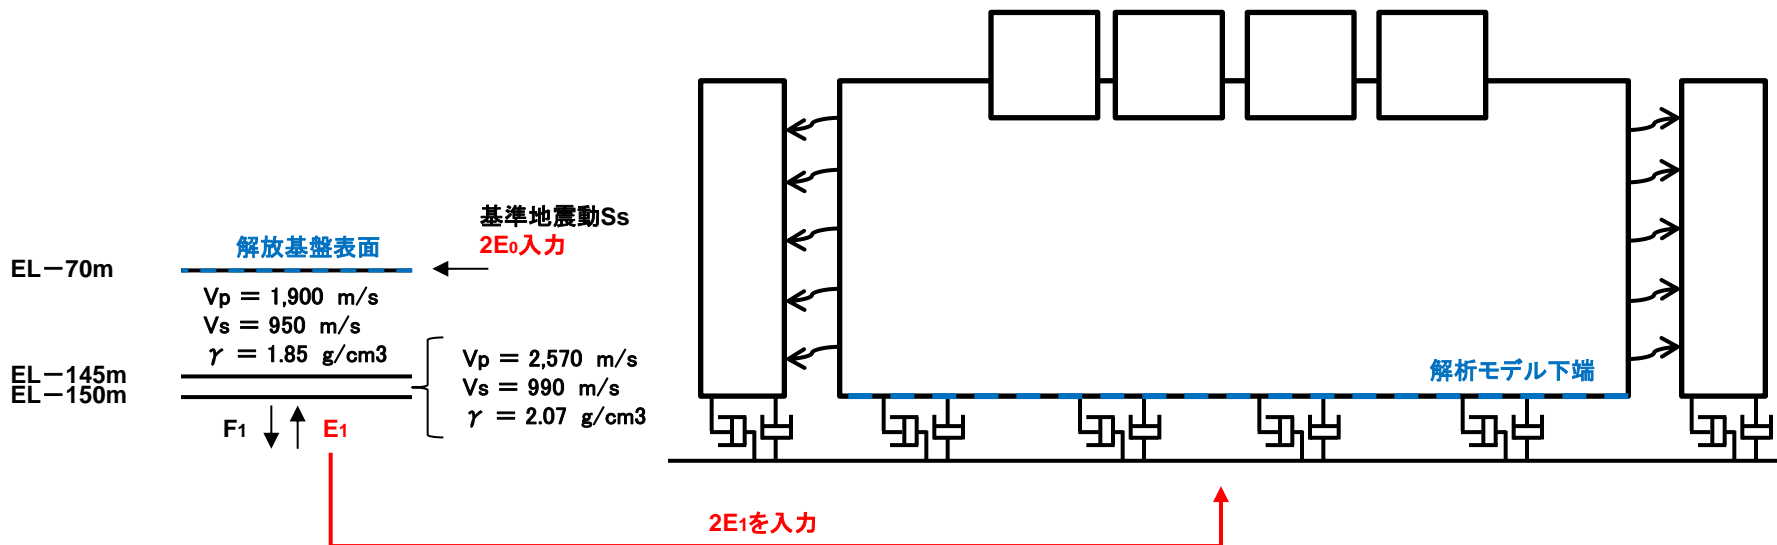 基準地震動Ss
2E0入力
解放基盤表面
EL－70m
Vp ＝ 1,900 m/s
Vs ＝ 950 m/s
γ ＝ 1.85 g/cm3
EL－145m
EL－150m
Vp ＝ 2,570 m/s
Vs ＝ 990 m/s
γ ＝ 2.07 g/cm3
F1
E1
解析モデル下端
2E1を入力